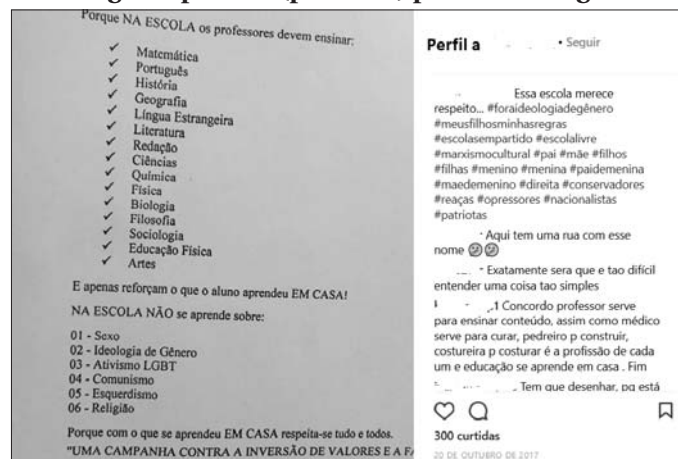 Porque NA ESCOLA os professores devem ensinar:
✓ Matemática
✓ Português
✓ História
✓ Geografia
✓ Língua Estrangeira
✓ Literatura
✓ Redação
✓ Ciências
✓ Química
✓ Física
✓ Biologia
✓ Filosofia
✓ Sociologia
✓ Educação Física
✓ Artes
E apenas reforçam o que o aluno aprendeu EM CASA!
NA ESCOLA NÃO se aprende sobre:
01 - Sexo
02 - Ideologia de Gênero
03 - Ativismo LGBT
04 - Comunismo
05 - Esquerdismo
06 - Religião
Porque com o que se aprendeu EM CASA respeita-se tudo e todos.
"UMA CAMPANHA CONTRA A INVERSÃO DE VALORES E A
Perfil a • Seguir
Essa escola merece
respeito... #foraideologiadegênero
#meusfilhosminhasregras
#escolasempartido #escolalivre
#marxismocultural #pai #mãe #filhos
#filhas #menino #menina #paidemenina
#maedemenino #direita #conservadores
#reaças #opressores #nacionalistas
#patriotas
Aqui tem uma rua com esse
nome
Exatamente sera que e tao difícil
entender uma coisa tao simples
Concordo professor serve
para ensinar conteúdo, assim como médico
serve para curar, pedreiro p construir,
costureira p costurar é a profissão de cada
um e educação se aprende em casa . Fim
Tem que desenhar, pq está
300 curtidas
20 DE OUTUBRO DE 2017